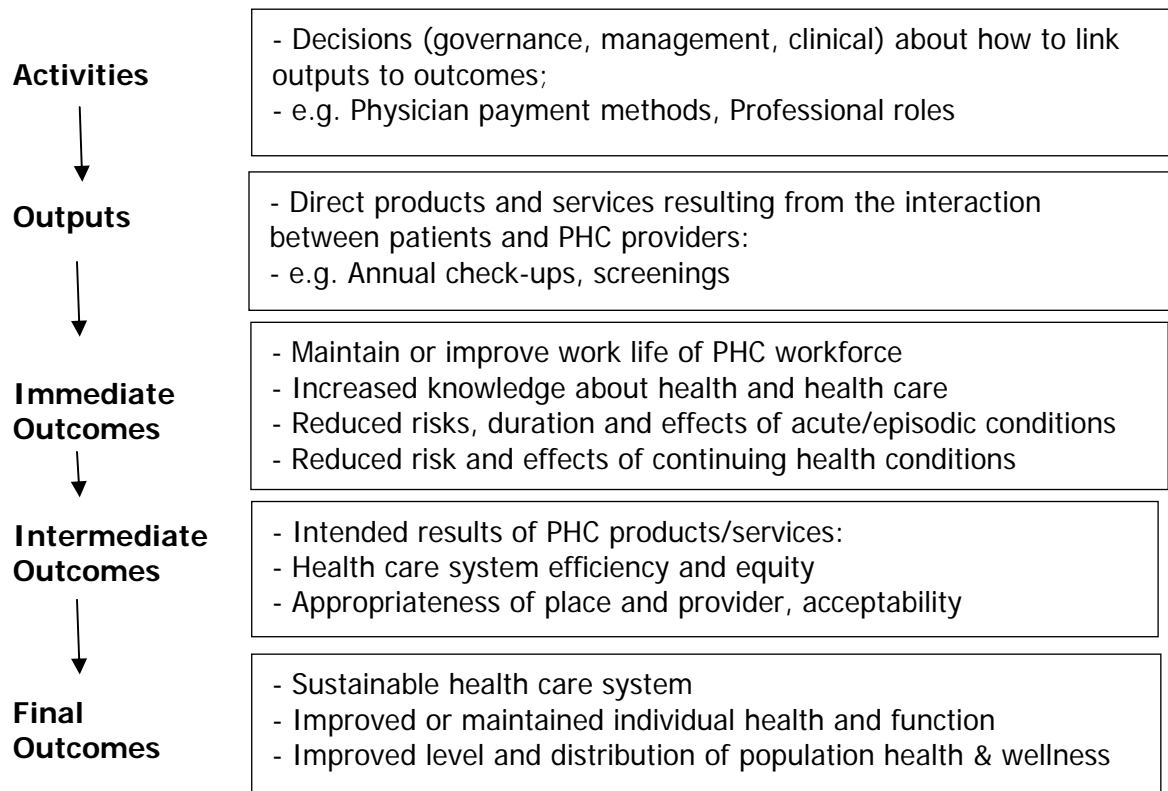 Activities
- Decisions (governance, management, clinical) about how to link
outputs to outcomes;
- e.g. Physician payment methods, Professional roles
Outputs
- Direct products and services resulting from the interaction
between patients and PHC providers:
- e.g. Annual check-ups, screenings
Immediate
Outcomes
- Maintain or improve work life of PHC workforce
- Increased knowledge about health and health care
- Reduced risks, duration and effects of acute/episodic conditions
- Reduced risk and effects of continuing health conditions
Intermediate
Outcomes
- Intended results of PHC products/services:
- Health care system efficiency and equity
- Appropriateness of place and provider, acceptability
Final
Outcomes
- Sustainable health care system
- Improved or maintained individual health and function
- Improved level and distribution of population health & wellness